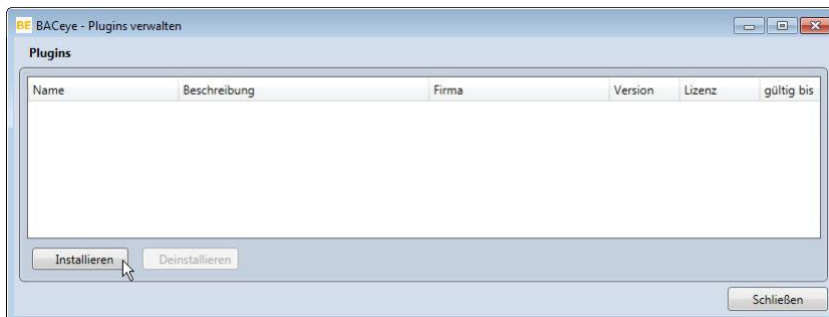 BE BACeye - Plugins verwalten
Plugins
Name Beschreibung Firma Version Lizenz gültig bis
Installieren Deinstallieren
Schließen